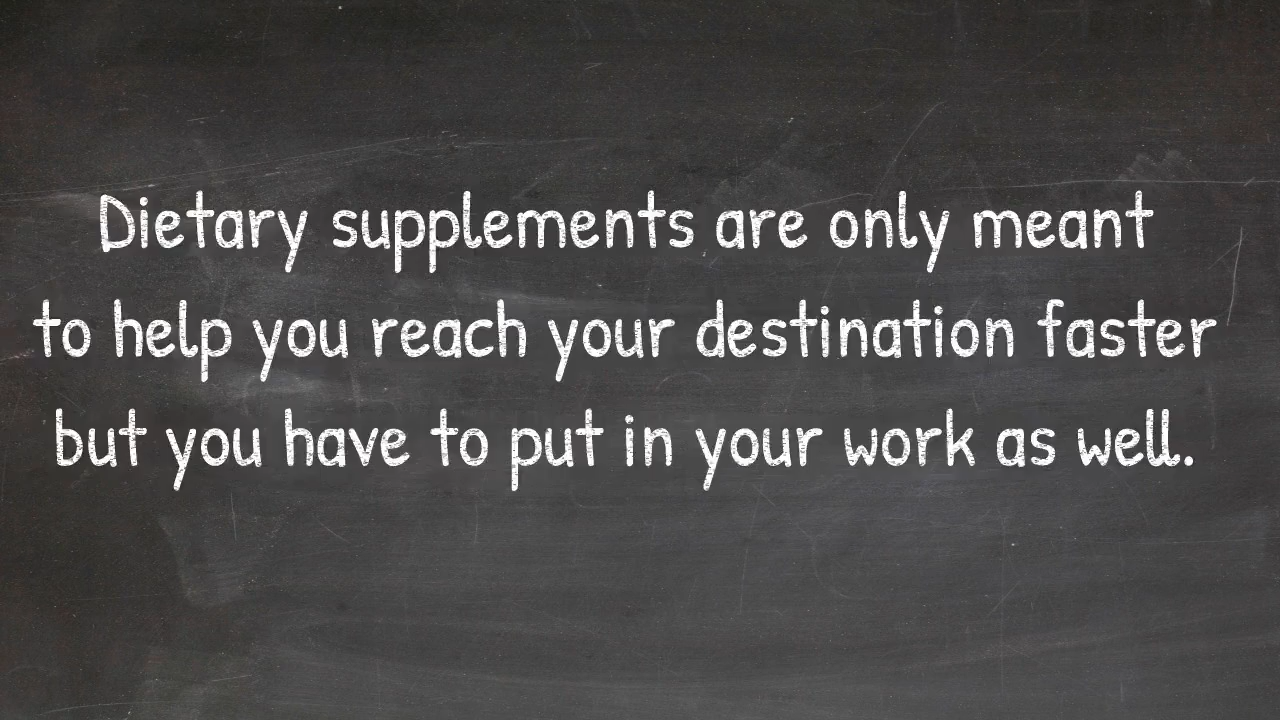 Dietary supplements are only meant
to help you reach your destination faster
but you have to put in your work as well.